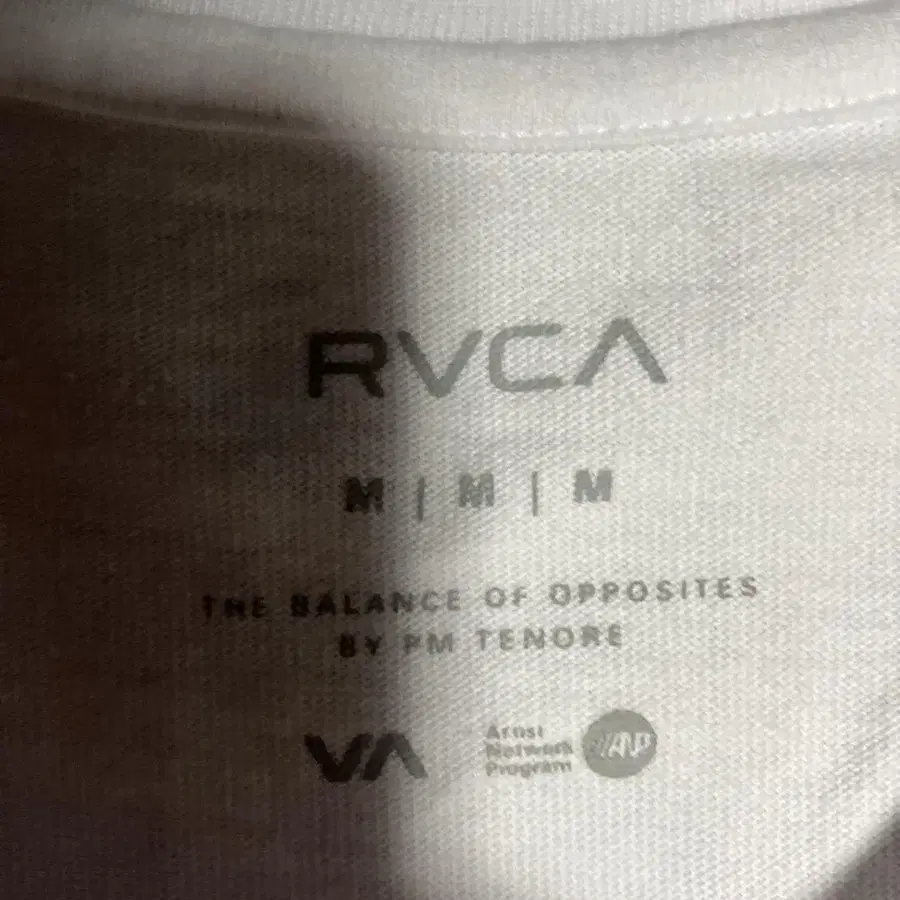 RVCA
M | M | M
THE BALANCE OF OPPOSITES
BY PM TENORE
VA
Artist
Network
Program
ANP